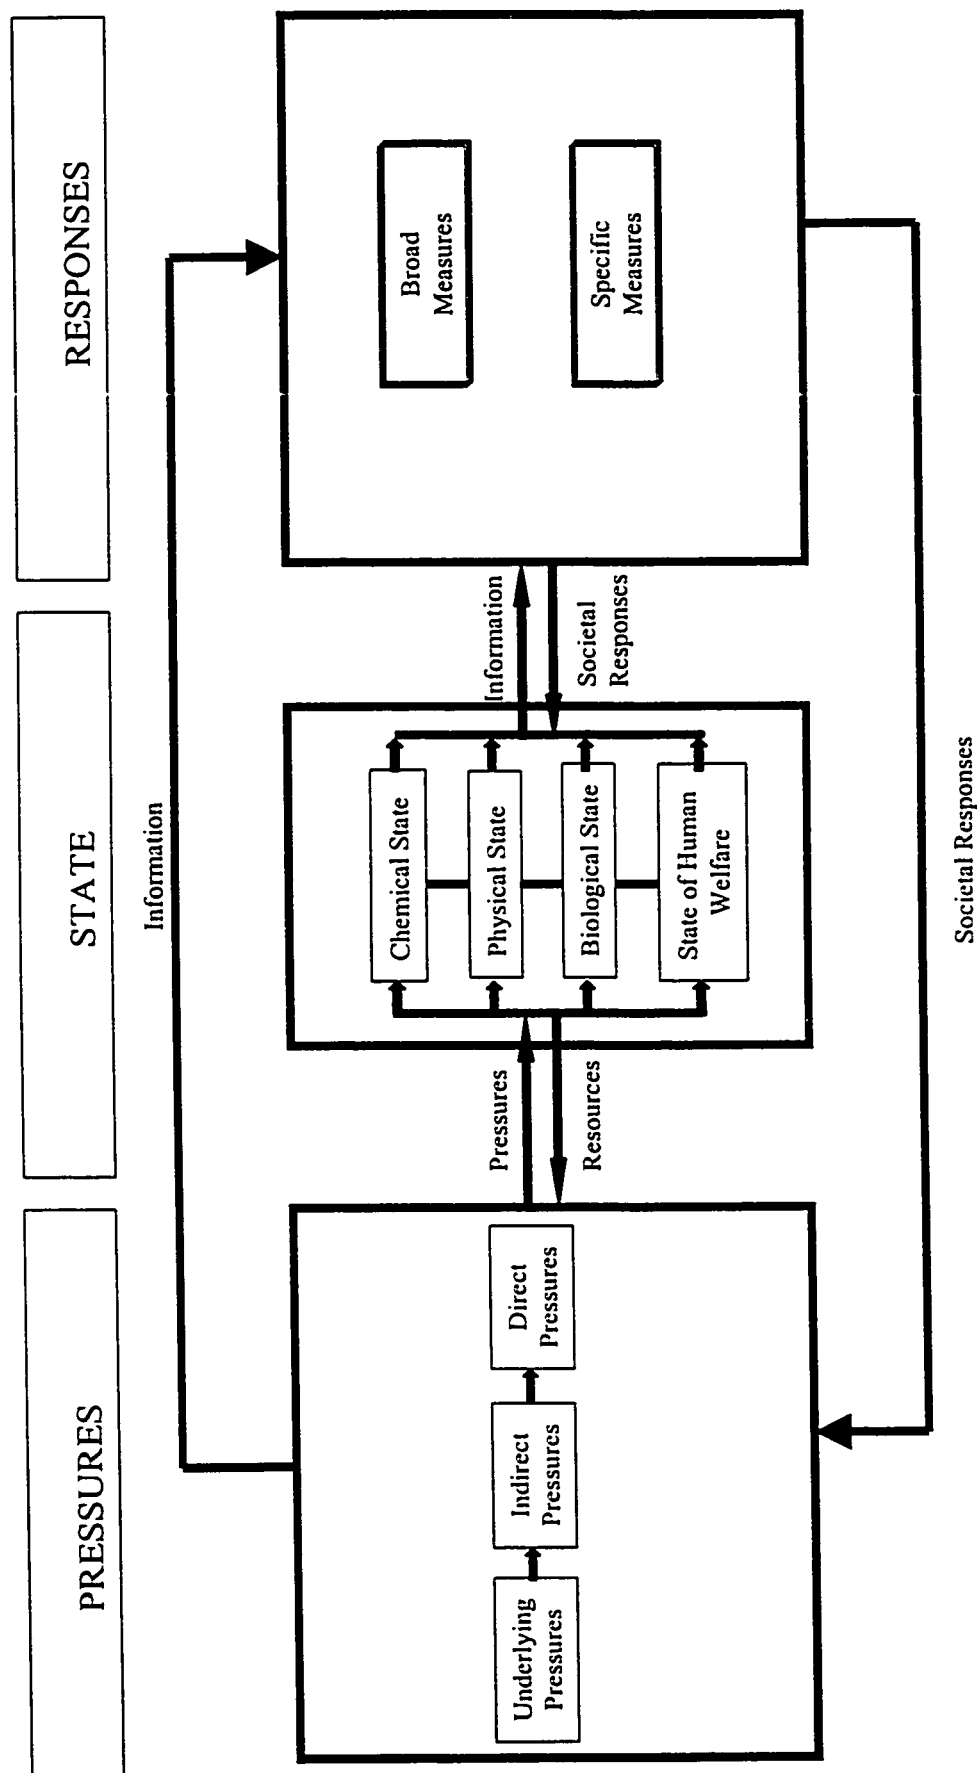 PRESSURES
STATE
RESPONSES
Information
Underlying
Pressures
Indirect
Pressures
Direct
Pressures
Pressures
Resources
Chemical State
Physical State
Biological State
State of Human
Welfare
Information
Societal
Responses
Broad
Measures
Specific
Measures
Societal Responses